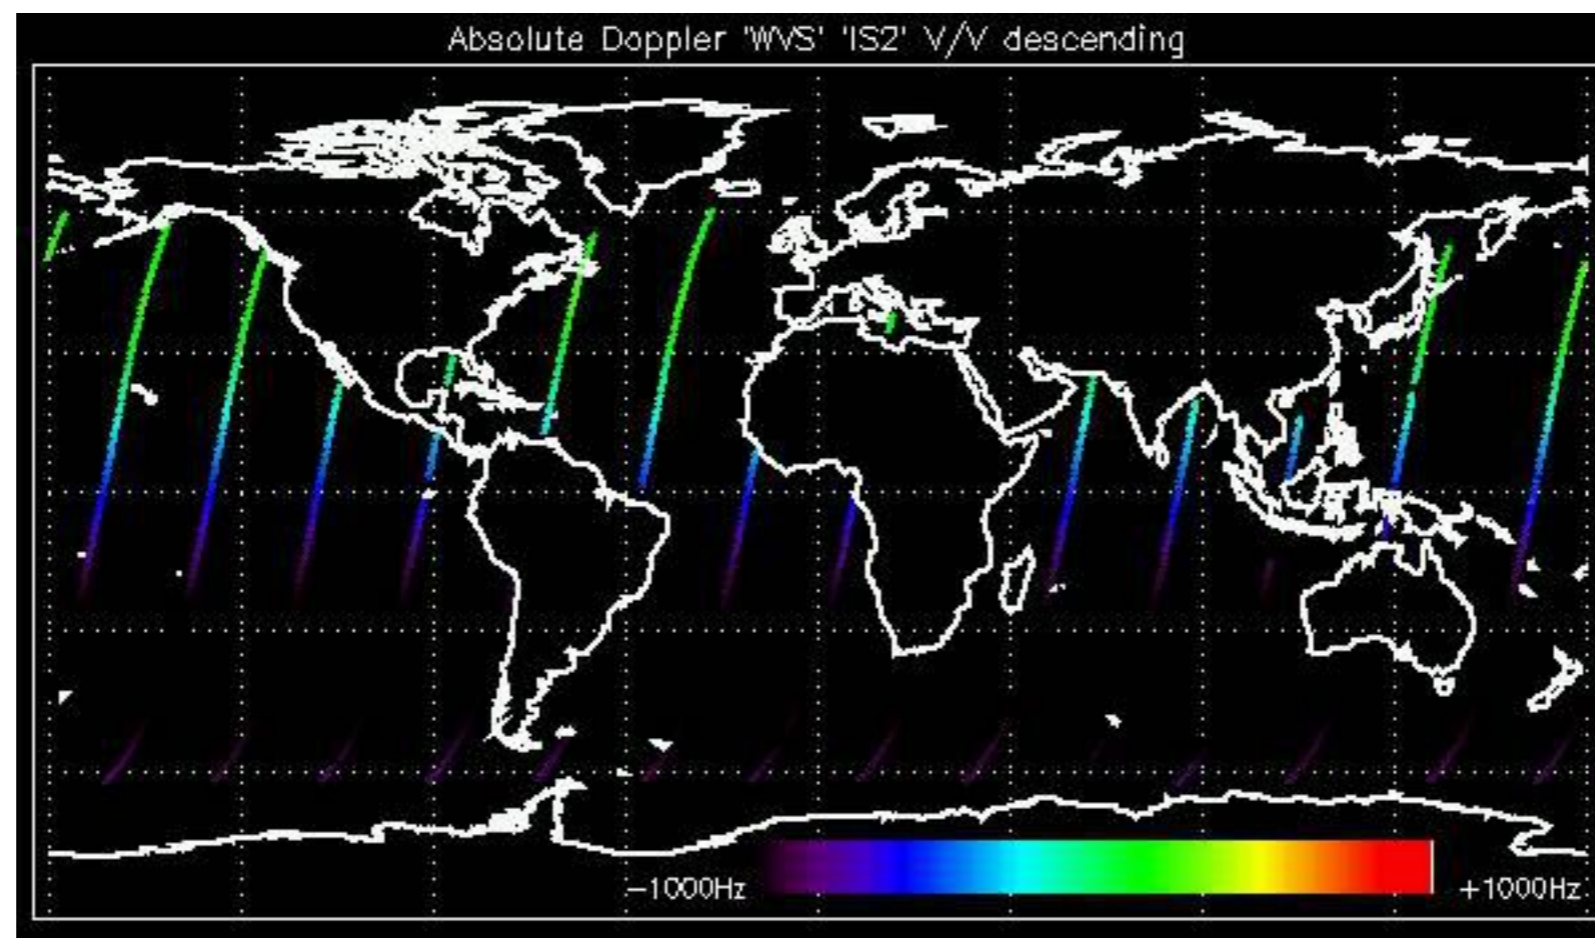 Absolute Doppler 'WVS' 'IS2' V/V descending
−1000Hz
+1000Hz